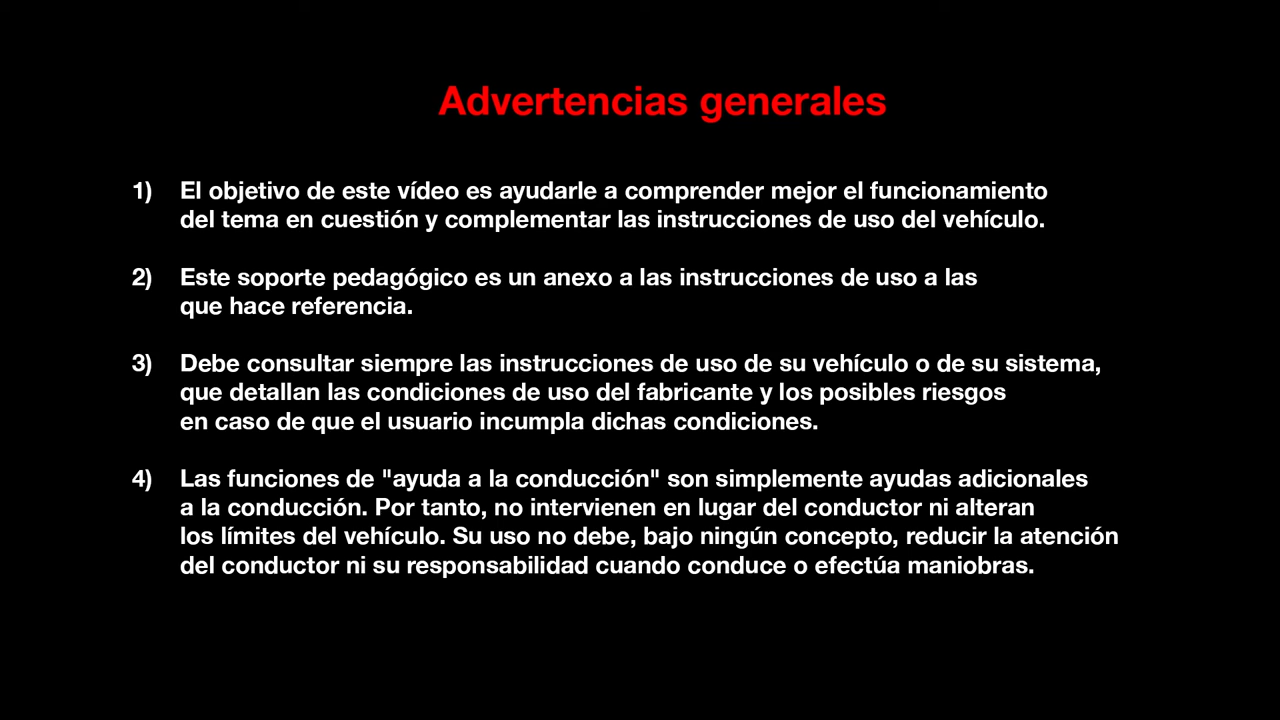 Advertencias generales
1) El objetivo de este vídeo es ayudarle a comprender mejor el funcionamiento
del tema en cuestión y complementar las instrucciones de uso del vehículo.
2) Este soporte pedagógico es un anexo a las instrucciones de uso a las
que hace referencia.
3) Debe consultar siempre las instrucciones de uso de su vehículo o de su sistema,
que detallan las condiciones de uso del fabricante y los posibles riesgos
en caso de que el usuario incumpla dichas condiciones.
4) Las funciones de "ayuda a la conducción" son simplemente ayudas adicionales
a la conducción. Por tanto, no intervienen en lugar del conductor ni alteran
los límites del vehículo. Su uso no debe, bajo ningún concepto, reducir la atención
del conductor ni su responsabilidad cuando conduce o efectúa maniobras.